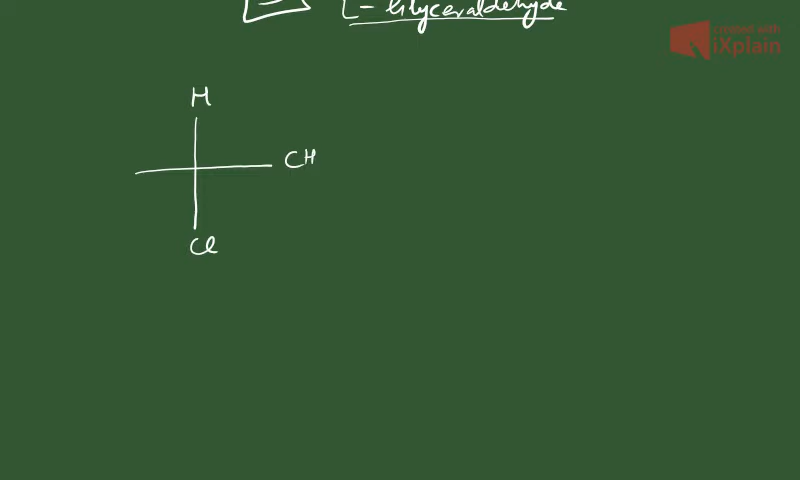 L- Glyceraldehyde
created with
iXplain
H
CH
Cl